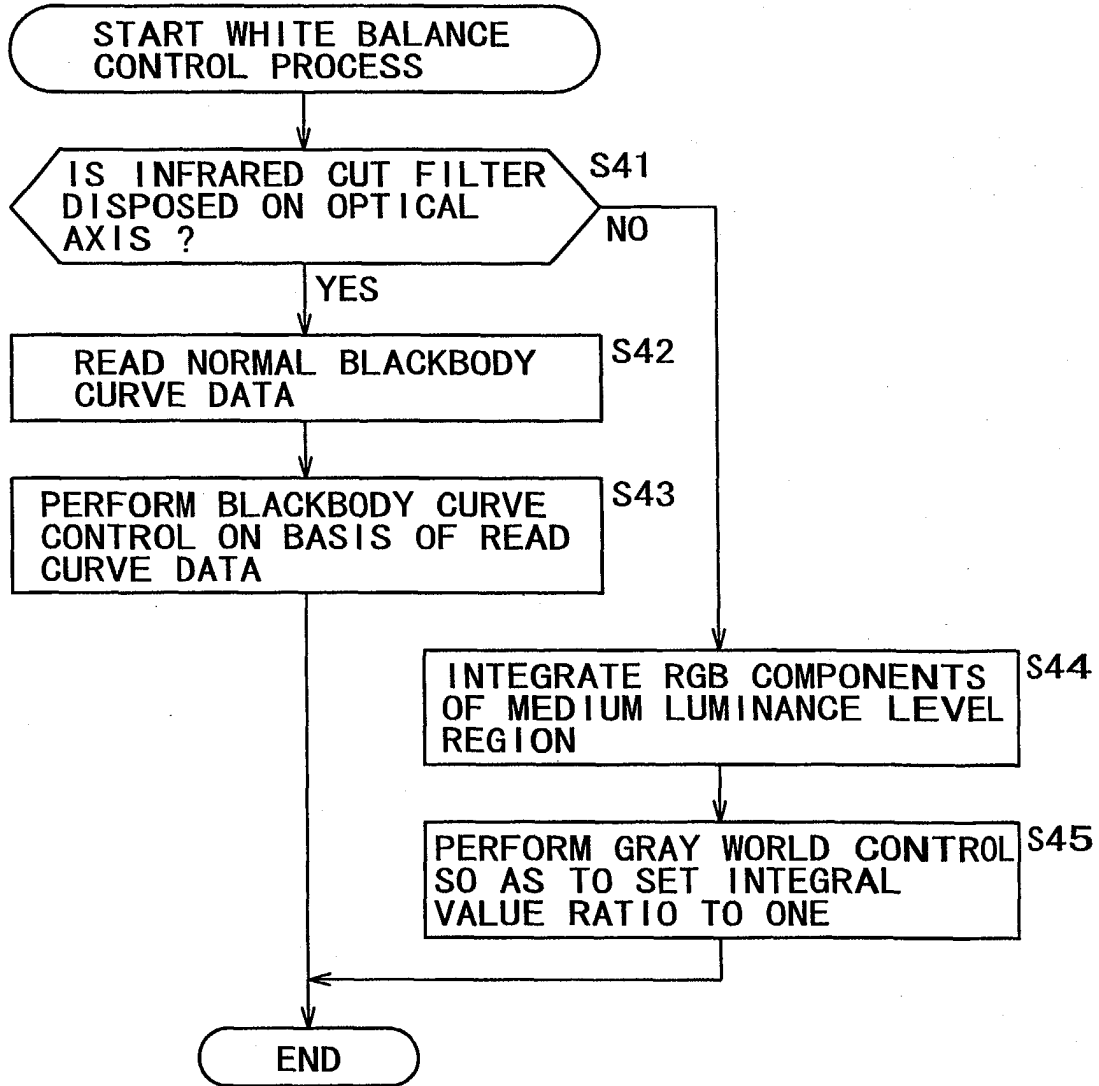 START WHITE BALANCE
CONTROL PROCESS
IS INFRARED CUT FILTER
DISPOSED ON OPTICAL
AXIS ?
S41
NO
YES
READ NORMAL BLACKBODY
CURVE DATA
S42
PERFORM BLACKBODY CURVE
CONTROL ON BASIS OF READ
CURVE DATA
S43
INTEGRATE RGB COMPONENTS
OF MEDIUM LUMINANCE LEVEL
REGION
S44
PERFORM GRAY WORLD CONTROL
SO AS TO SET INTEGRAL
VALUE RATIO TO ONE
S45
END